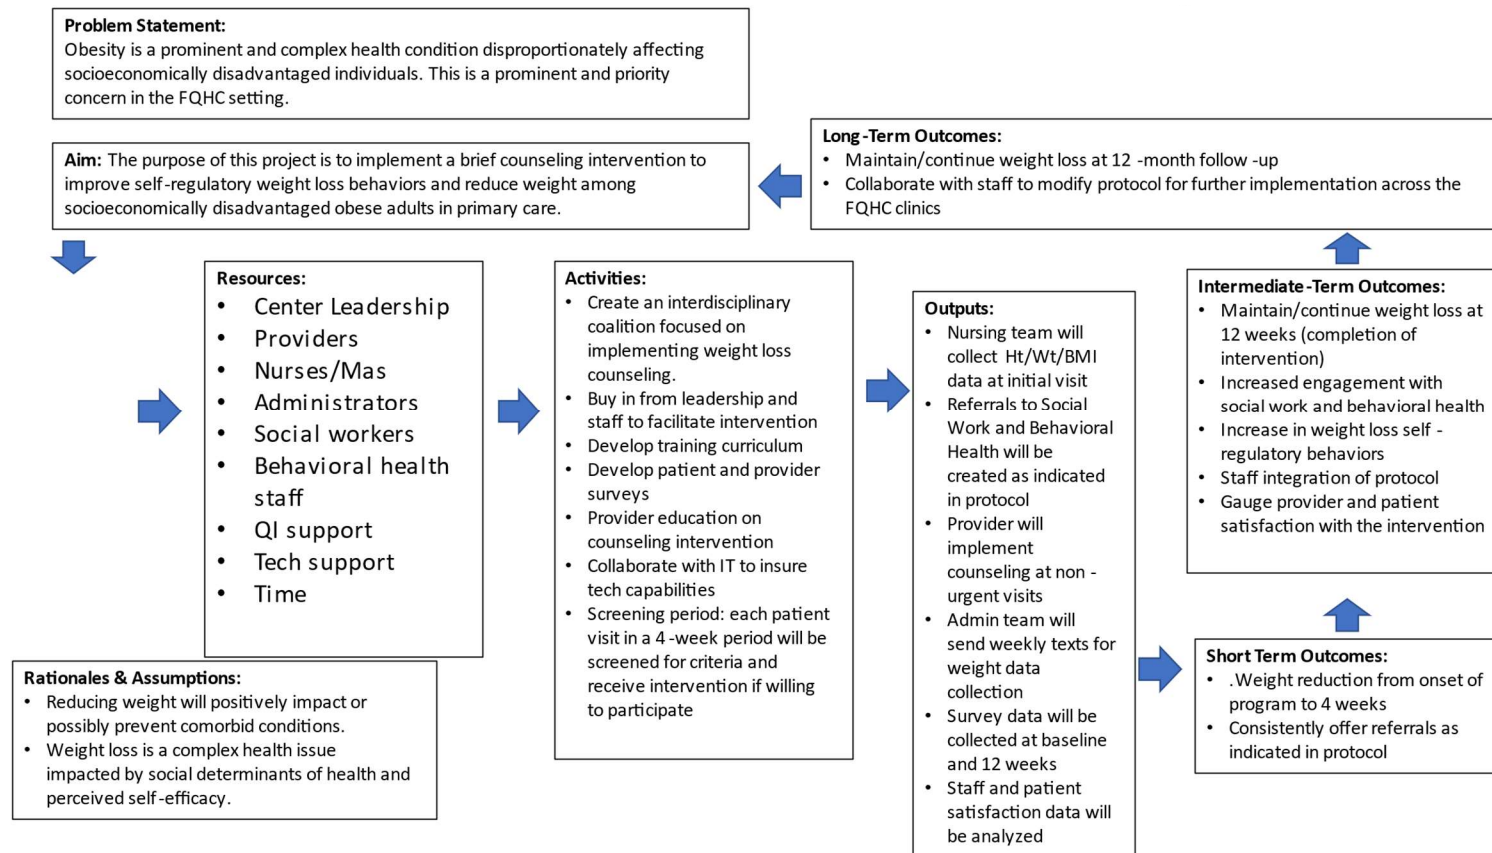 Problem Statement:
Obesity is a prominent and complex health condition disproportionately affecting
socioeconomically disadvantaged individuals. This is a prominent and priority
concern in the FQHC setting.
Aim: The purpose of this project is to implement a brief counseling intervention to
improve self-regulatory weight loss behaviors and reduce weight among
socioeconomically disadvantaged obese adults in primary care.
Resources:
• Center Leadership
• Providers
• Nurses/Mas
• Administrators
• Social workers
• Behavioral health
staff
• QI support
• Tech support
• Time
Rationales & Assumptions:
• Reducing weight will positively impact or
possibly prevent comorbid conditions.
• Weight loss is a complex health issue
impacted by social determinants of health and
perceived self-efficacy.
Activities:
• Create an interdisciplinary
coalition focused on
implementing weight loss
counseling.
• Buy in from leadership and
staff to facilitate intervention
• Develop training curriculum
• Develop patient and provider
surveys
• Provider education on
counseling intervention
• Collaborate with IT to insure
tech capabilities
• Screening period: each patient
visit in a 4 -week period will be
screened for criteria and
receive intervention if willing
to participate
Outputs:
• Nursing team will
collect Ht/Wt/BMI
data at initial visit
• Referrals to Social
Work and Behavioral
Health will be
created as indicated
in protocol
• Provider will
implement
counseling at non -
urgent visits
• Admin team will
send weekly texts for
weight data
collection
• Survey data will be
collected at baseline
and 12 weeks
• Staff and patient
satisfaction data will
be analyzed
Short Term Outcomes:
• .Weight reduction from onset of
program to 4 weeks
• Consistently offer referrals as
indicated in protocol
Intermediate-Term Outcomes:
• Maintain/continue weight loss at
12 weeks (completion of
intervention)
• Increased engagement with
social work and behavioral health
• Increase in weight loss self -
regulatory behaviors
• Staff integration of protocol
• Gauge provider and patient
satisfaction with the intervention
Long-Term Outcomes:
• Maintain/continue weight loss at 12 -month follow -up
• Collaborate with staff to modify protocol for further implementation across the
FQHC clinics